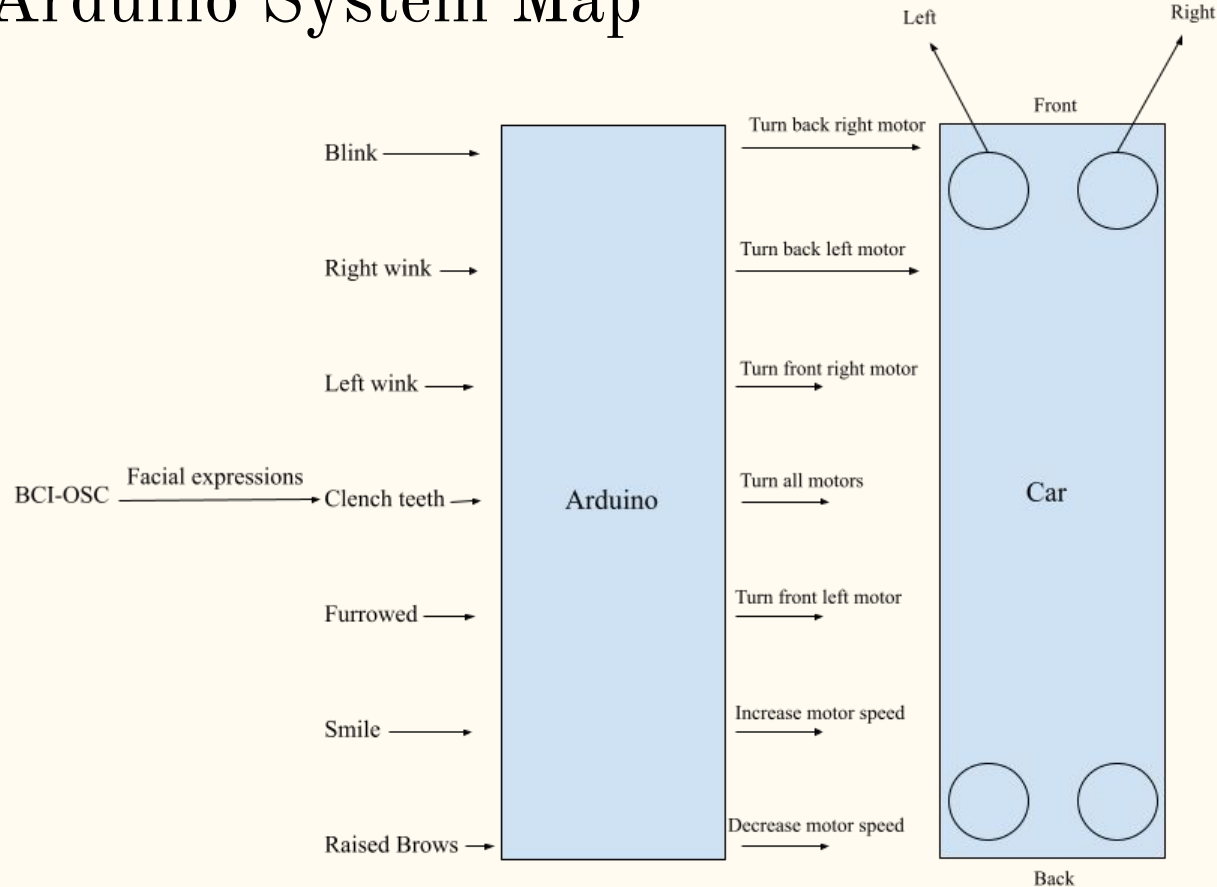 Arduino System Map
Left
Right
Front
Blink
Turn back right motor
Right wink
Turn back left motor
Left wink
Turn front right motor
BCI-OSC
Facial expressions
Clench teeth
Arduino
Turn all motors
Car
Furrowed
Turn front left motor
Smile
Increase motor speed
Raised Brows
Decrease motor speed
Back